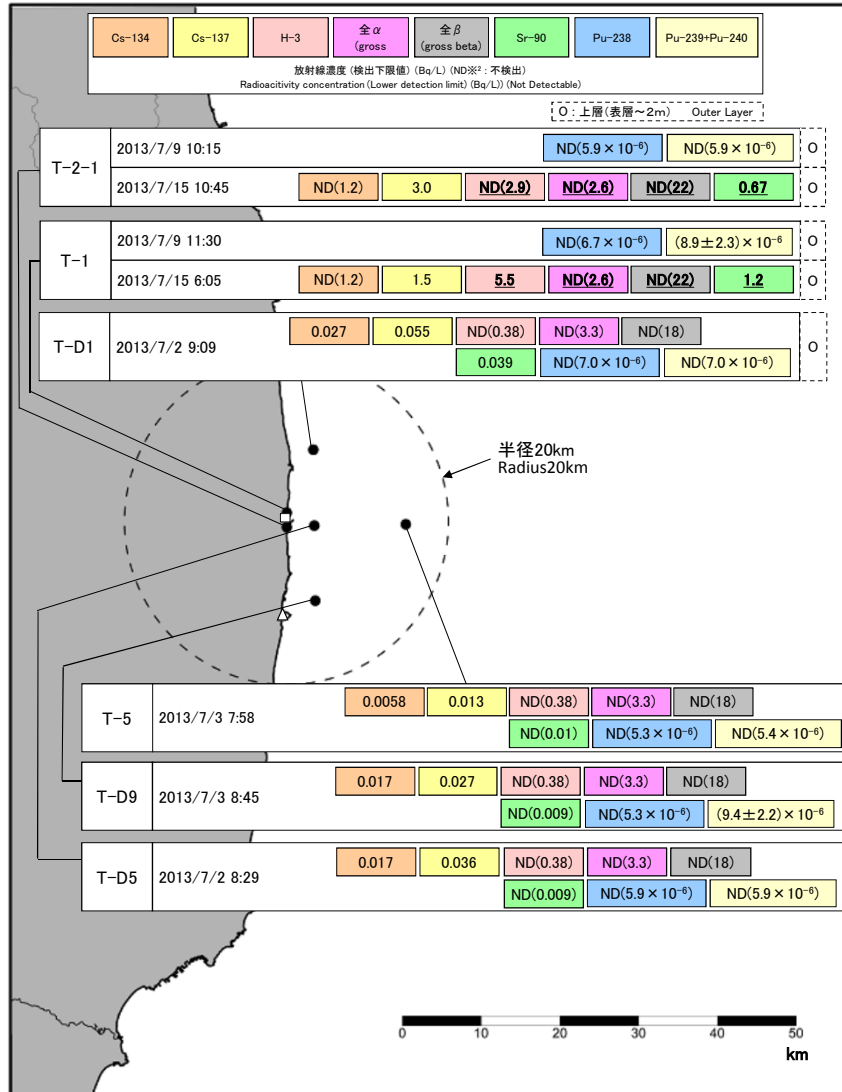 Cs-134 Cs-137 H-3 全α (gross 全β (gross beta) Sr-90 Pu-238 Pu-239+Pu-240
放射線濃度 (検出下限値) (Bq/L) (ND※²：不検出)
Radioacitivity concentration (Lower detection limit) (Bq/L)) (Not Detectable)
O：上層(表層～2m) Outer Layer
T-2-1
2013/7/9 10:15 ND(5.9×10⁻⁶) ND(5.9×10⁻⁶) O
2013/7/15 10:45 ND(1.2) 3.0 ND(2.9) ND(2.6) ND(22) 0.67 O
T-1
2013/7/9 11:30 ND(6.7×10⁻⁶) (8.9±2.3)×10⁻⁶ O
2013/7/15 6:05 ND(1.2) 1.5 5.5 ND(2.6) ND(22) 1.2 O
T-D1 2013/7/2 9:09 0.027 0.055 ND(0.38) ND(3.3) ND(18) O
0.039 ND(7.0×10⁻⁶) ND(7.0×10⁻⁶)
半径20km
Radius20km
T-5 2013/7/3 7:58 0.0058 0.013 ND(0.38) ND(3.3) ND(18)
ND(0.01) ND(5.3×10⁻⁶) ND(5.4×10⁻⁶)
T-D9 2013/7/3 8:45 0.017 0.027 ND(0.38) ND(3.3) ND(18)
ND(0.009) ND(5.3×10⁻⁶) (9.4±2.2)×10⁻⁶
T-D5 2013/7/2 8:29 0.017 0.036 ND(0.38) ND(3.3) ND(18)
ND(0.009) ND(5.9×10⁻⁶) ND(5.9×10⁻⁶)
0 10 20 30 40 50
km